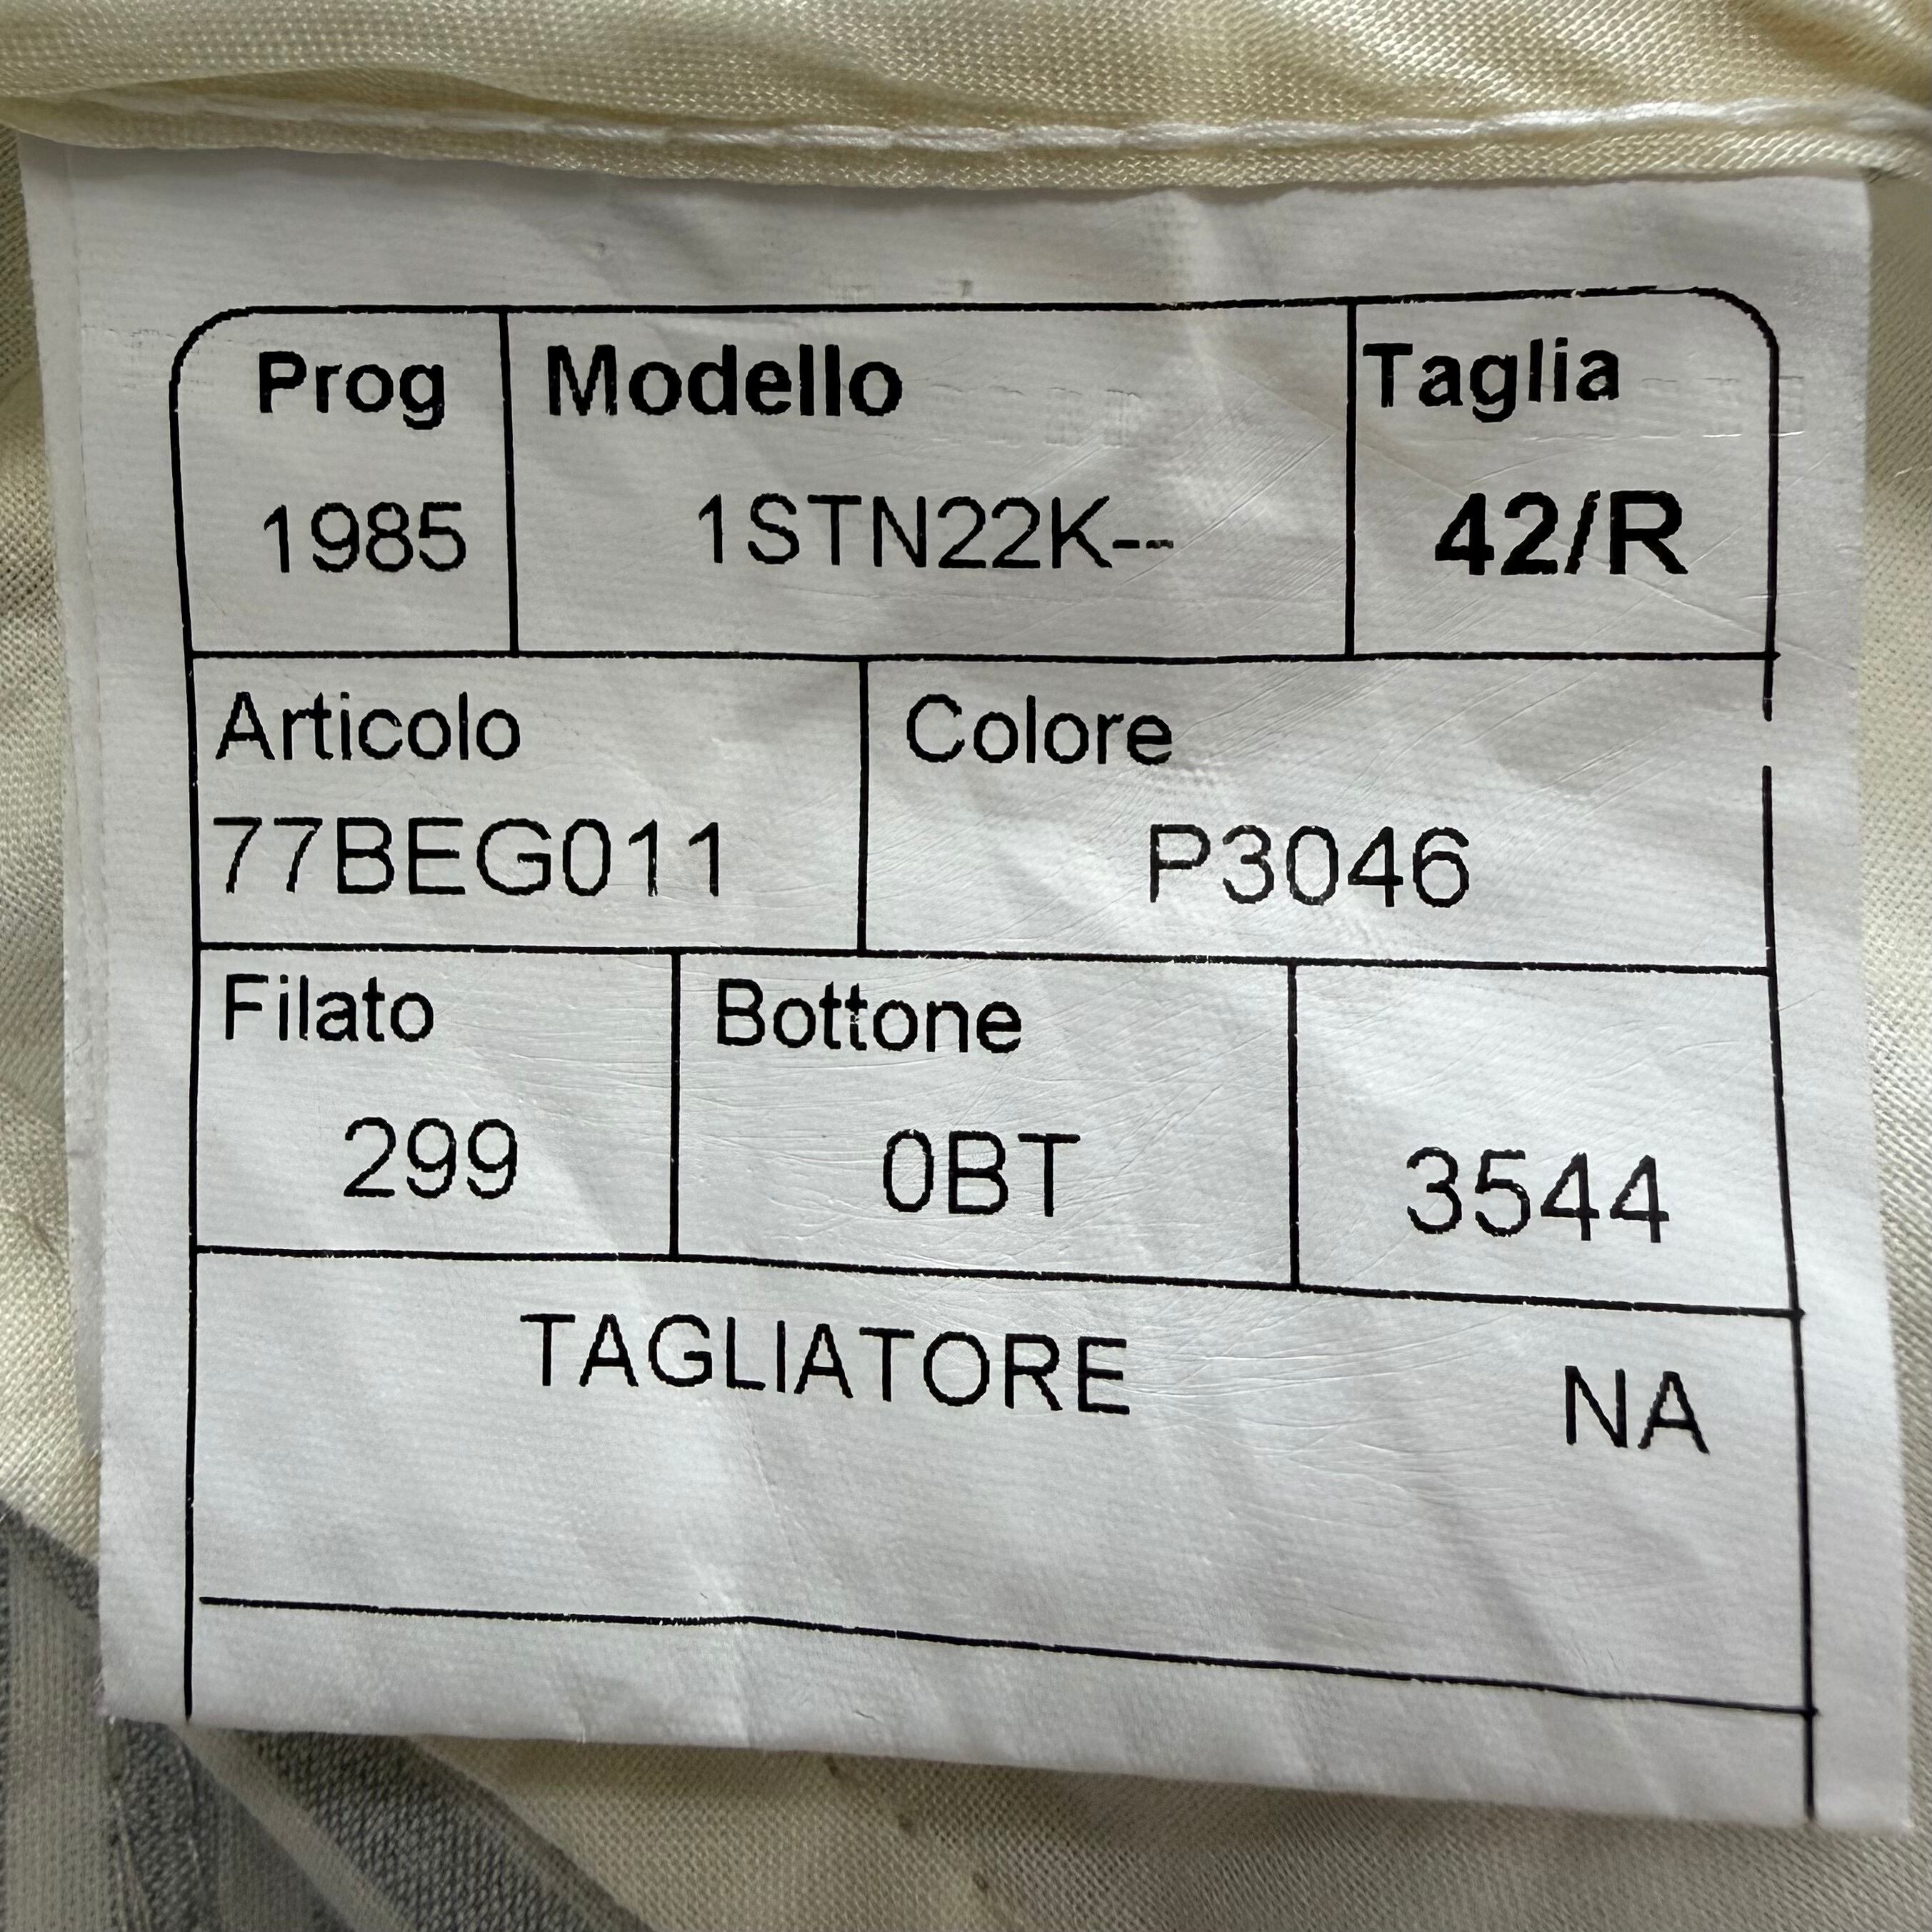 Prog Modello Taglia
1985 1STN22K-- 42/R
Articolo Colore
77BEG011 P3046
Filato Bottone
299 0BT 3544
TAGLIATORE NA